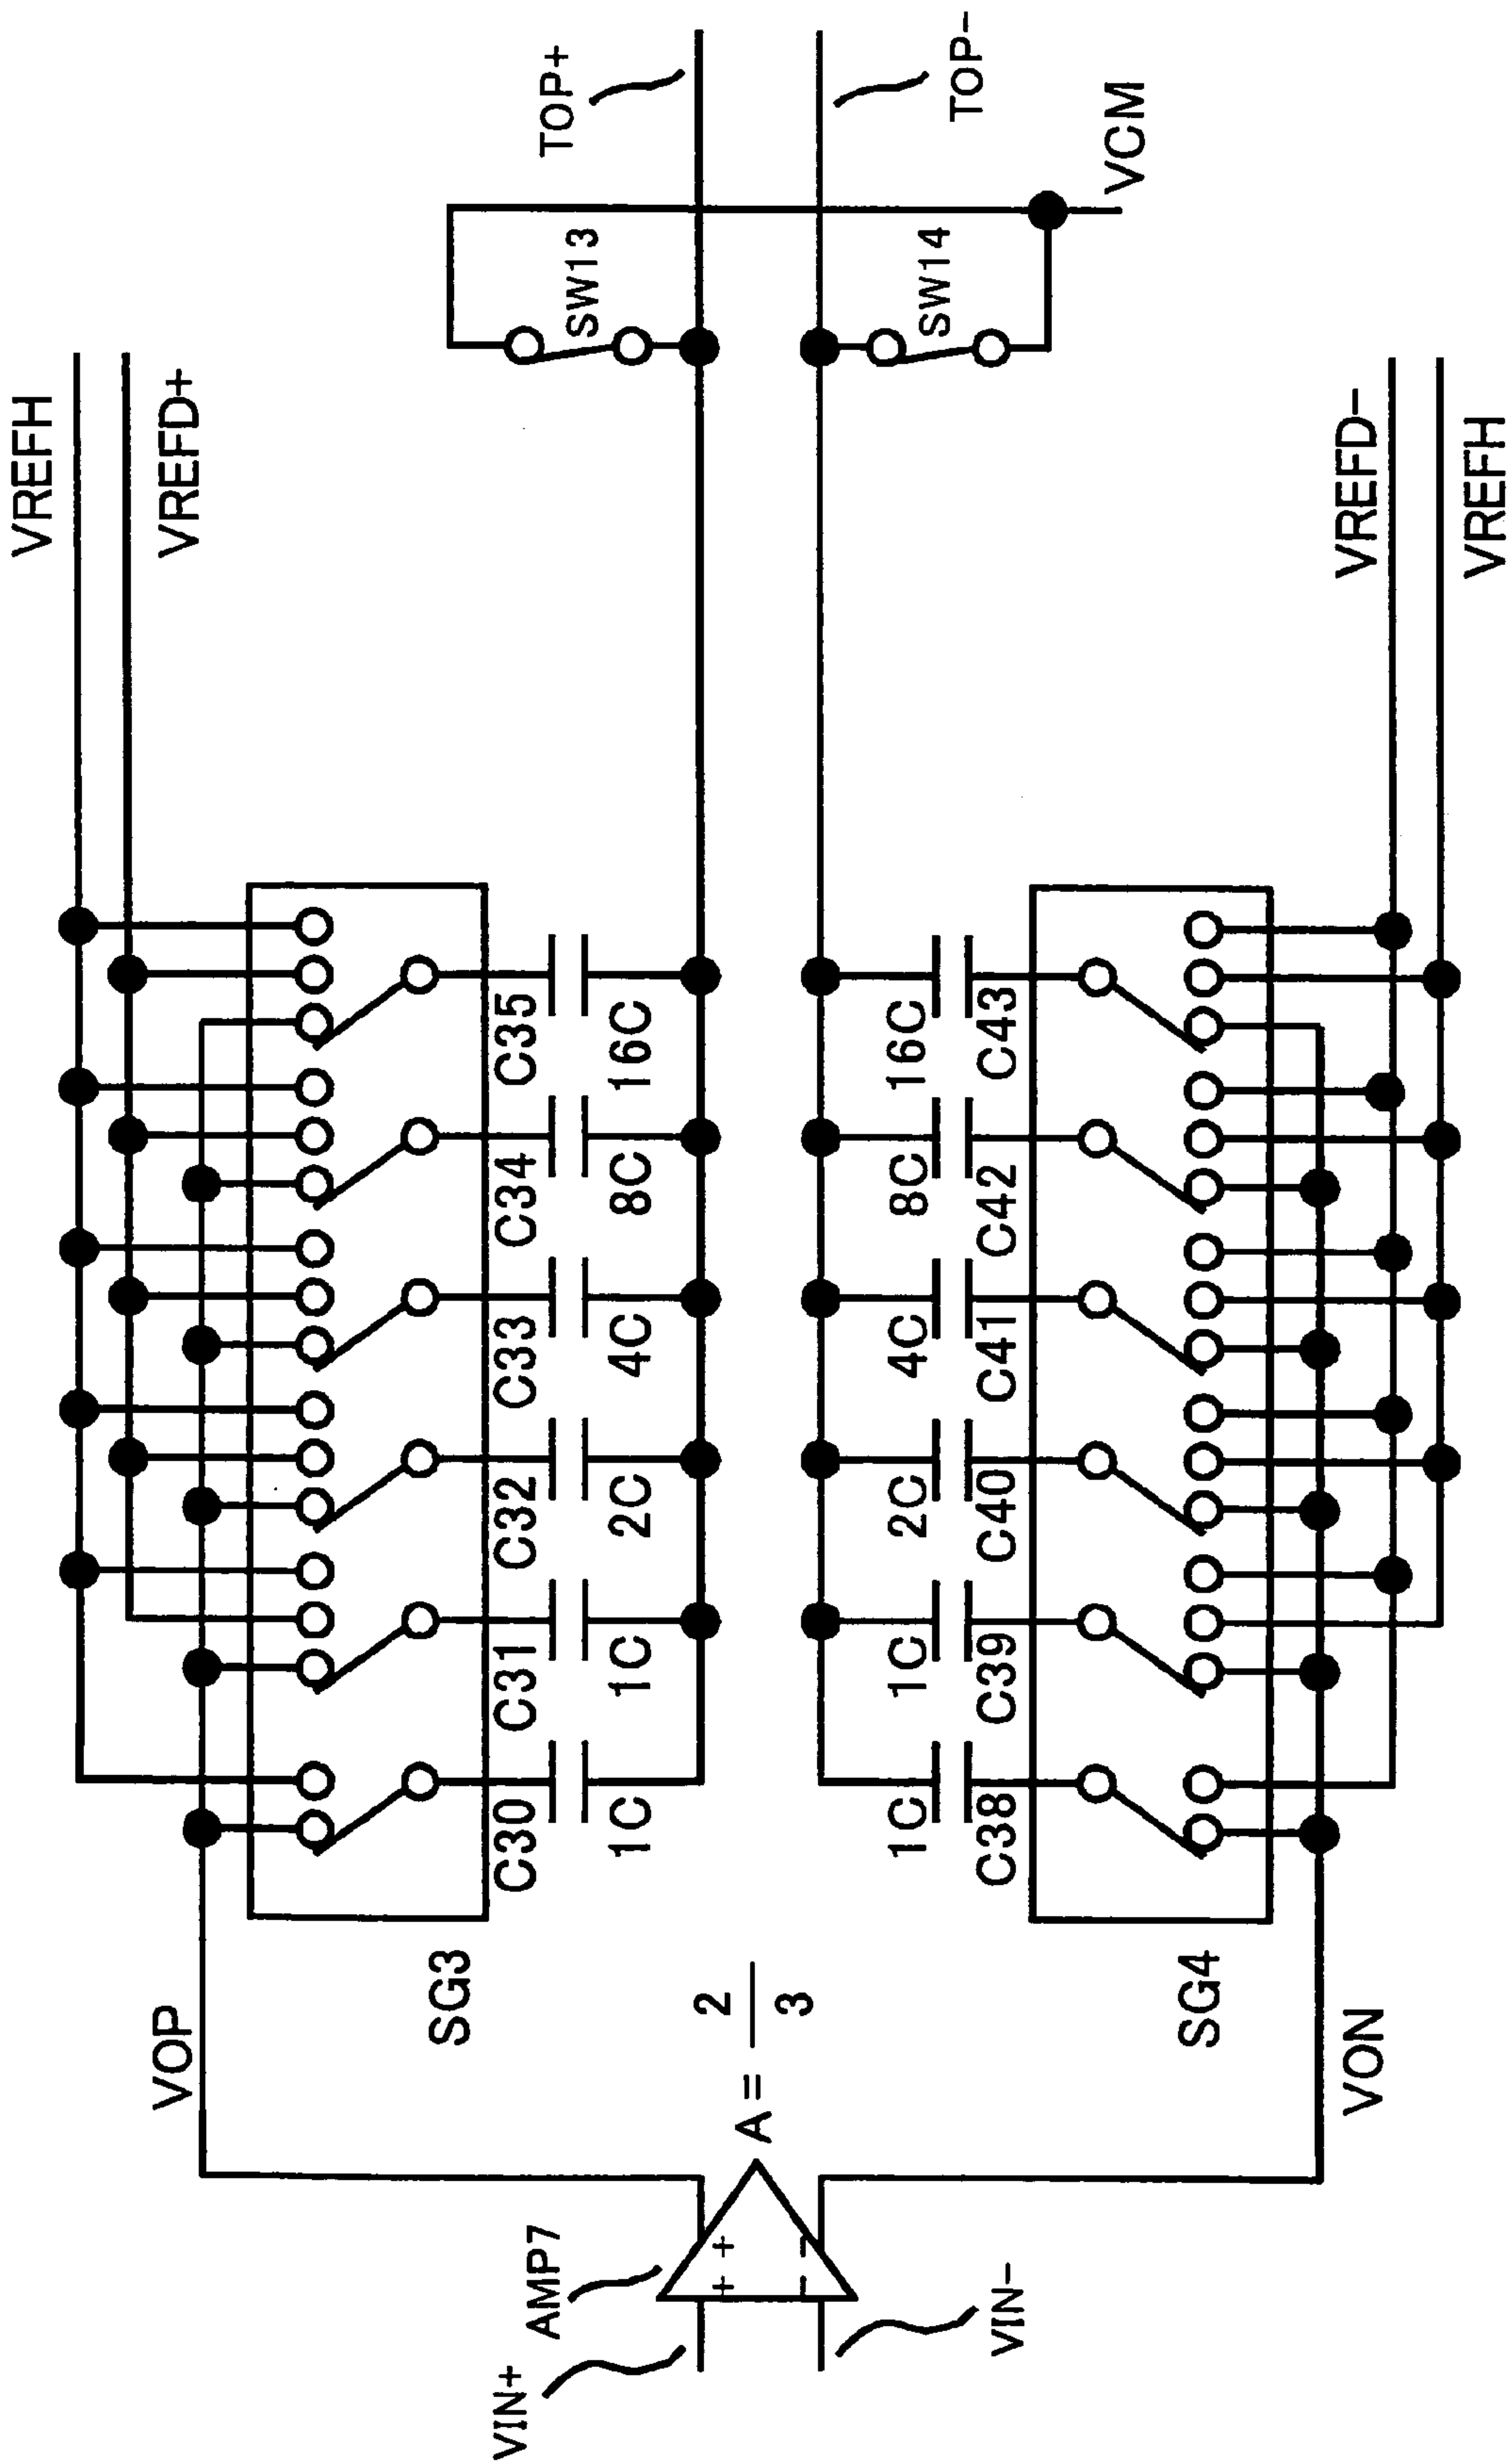 VREFH
VREFD+
VOP
SG3
C30
C31
C32
C33
C34
C35
1C
1C
2C
4C
8C
16C
SW13
TOP+
VIN+
AMP7
+ +
- -
A = 2/3
VIN-
TOP-
SW14
VCM
1C
1C
2C
4C
8C
16C
C38
C39
C40
C41
C42
C43
SG4
VON
VREFD-
VREFH